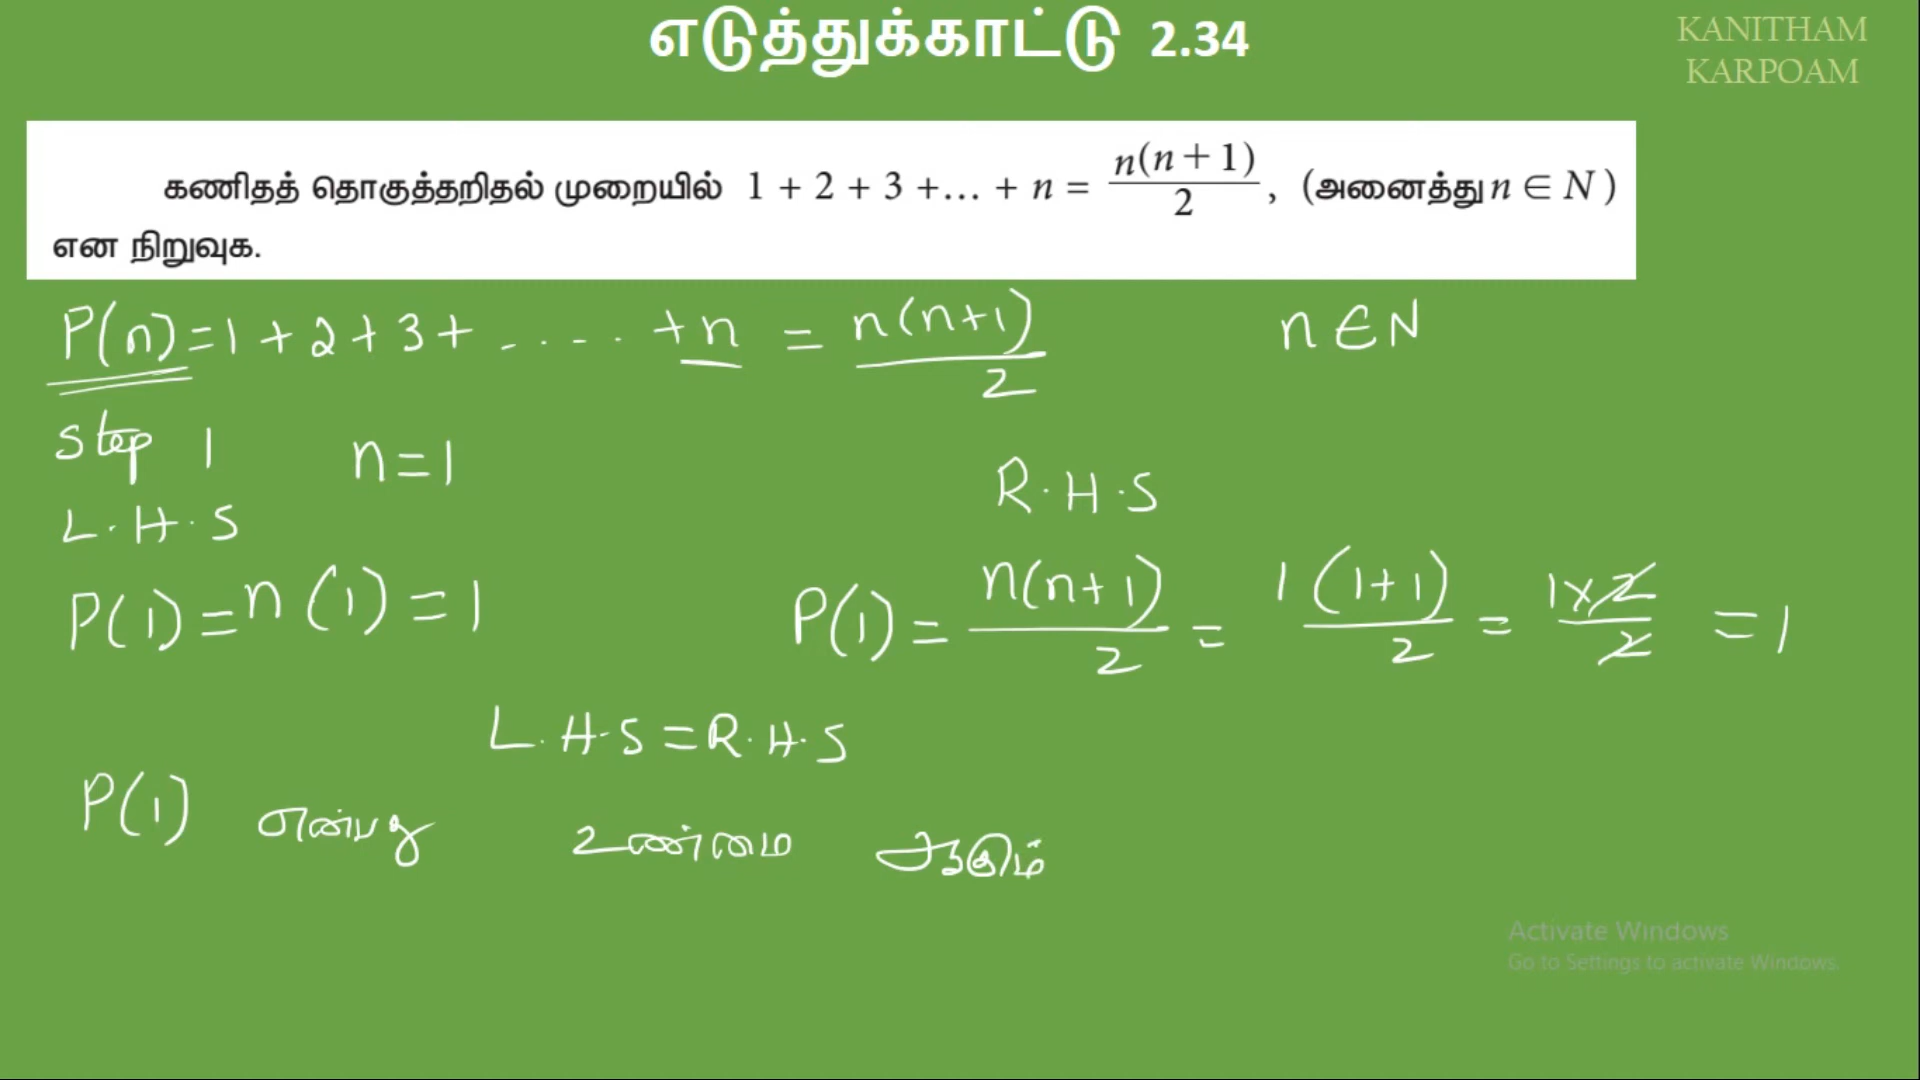 எடுத்துக்காட்டு 2.34
KANITHAM
KARPOAM
கணிதத் தொகுத்தறிதல் முறையில் 1 + 2 + 3 +… + n = n(n + 1)/2, (அனைத்து n ∈ N)
என நிறுவுக.
P(n) = 1 + 2 + 3 + ..... + n = n(n+1)/2 n ∈ N
Step 1 n = 1
R.H.S
L.H.S
P(1) = n(1) = 1 P(1) = n(n+1)/2 = 1(1+1)/2 = 1×2/2 = 1
L.H.S = R.H.S
P(1) என்பது உண்மை ஆகும்
Activate Windows
Go to Settings to activate Windows.